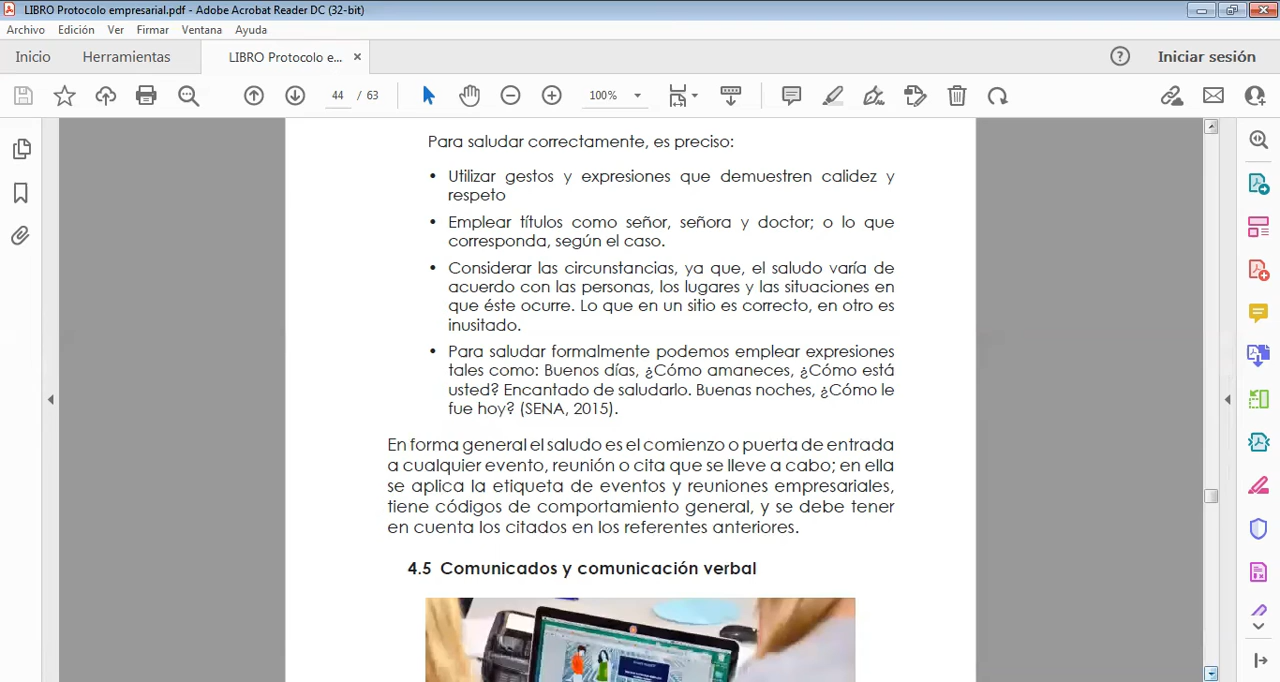 LIBRO Protocolo empresarial.pdf - Adobe Acrobat Reader DC (32-bit)
Archivo Edición Ver Firmar Ventana Ayuda
Inicio Herramientas LIBRO Protocolo e... × Iniciar sesión
44 / 63 100%
Para saludar correctamente, es preciso:
• Utilizar gestos y expresiones que demuestren calidez y
respeto
• Emplear títulos como señor, señora y doctor; o lo que
corresponda, según el caso.
• Considerar las circunstancias, ya que, el saludo varía de
acuerdo con las personas, los lugares y las situaciones en
que éste ocurre. Lo que en un sitio es correcto, en otro es
inusitado.
• Para saludar formalmente podemos emplear expresiones
tales como: Buenos días, ¿Cómo amaneces, ¿Cómo está
usted? Encantado de saludarlo. Buenas noches, ¿Cómo le
fue hoy? (SENA, 2015).
En forma general el saludo es el comienzo o puerta de entrada
a cualquier evento, reunión o cita que se lleve a cabo; en ella
se aplica la etiqueta de eventos y reuniones empresariales,
tiene códigos de comportamiento general, y se debe tener
en cuenta los citados en los referentes anteriores.
4.5 Comunicados y comunicación verbal